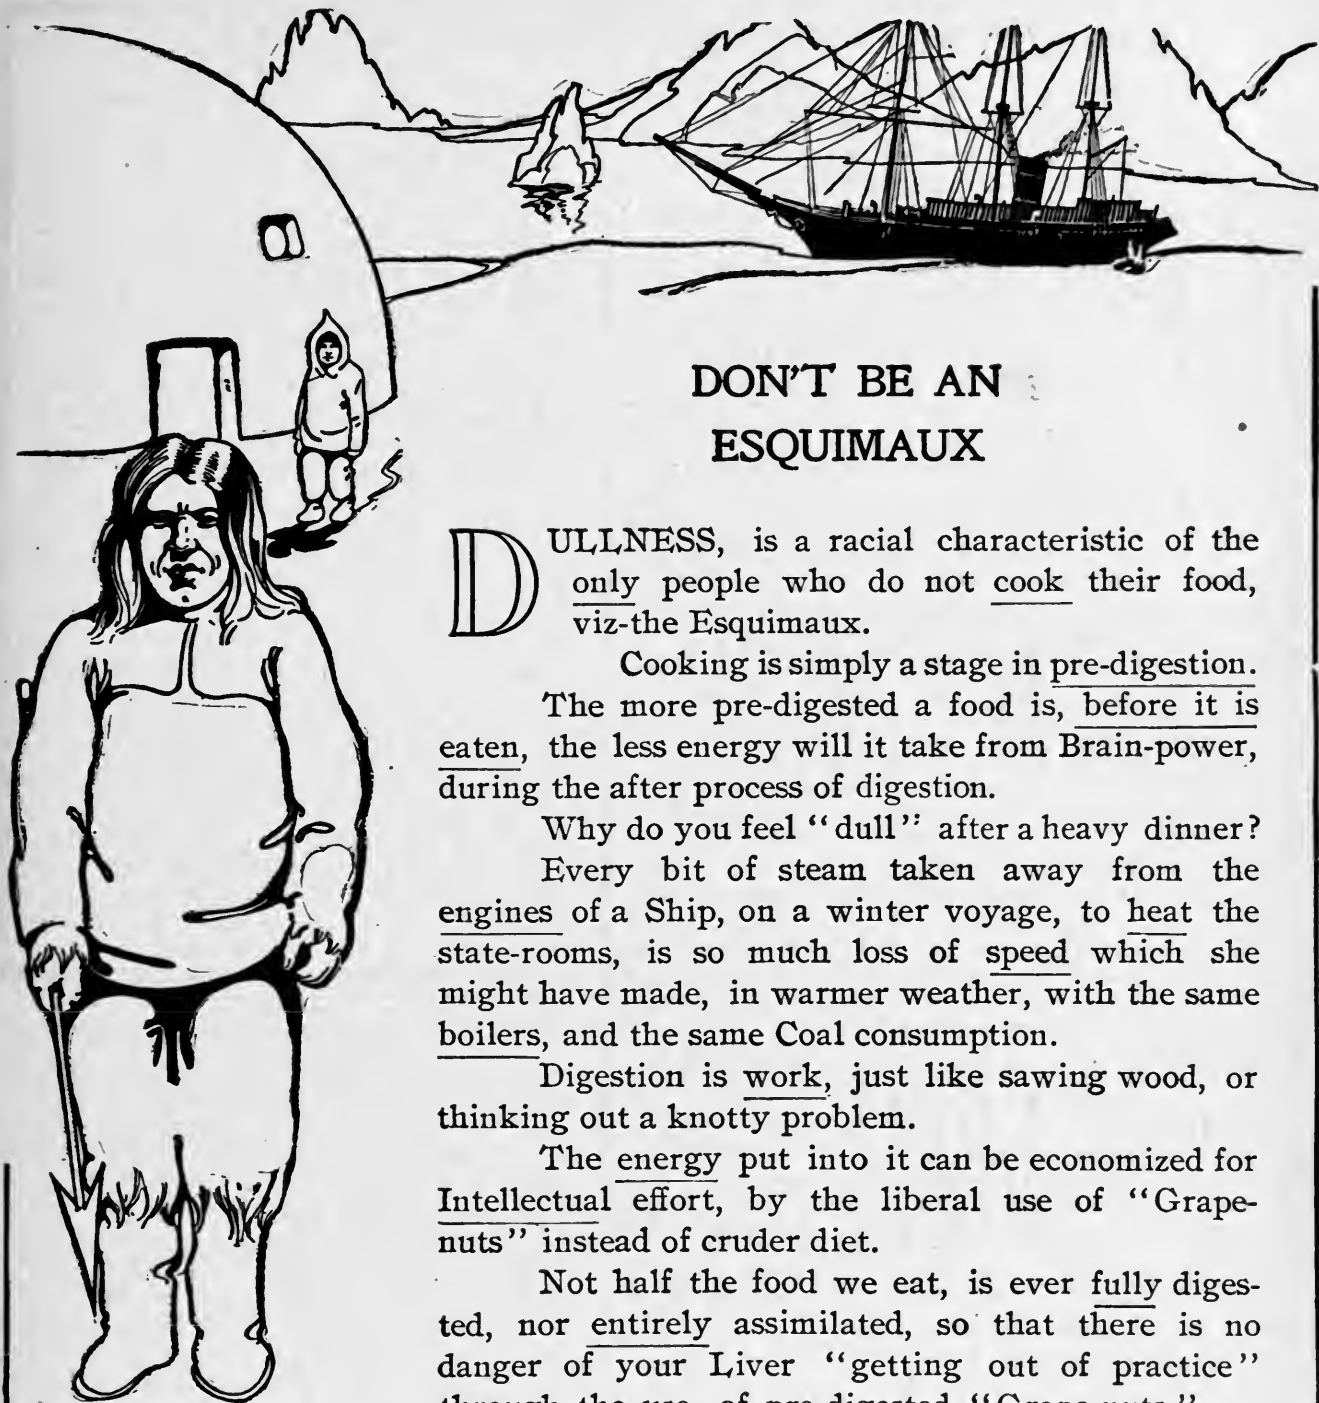 DON'T BE AN
ESQUIMAUX
DULLNESS, is a racial characteristic of the
only people who do not cook their food,
viz-the Esquimaux.
Cooking is simply a stage in pre-digestion.
The more pre-digested a food is, before it is
eaten, the less energy will it take from Brain-power,
during the after process of digestion.
Why do you feel "dull" after a heavy dinner?
Every bit of steam taken away from the
engines of a Ship, on a winter voyage, to heat the
state-rooms, is so much loss of speed which she
might have made, in warmer weather, with the same
boilers, and the same Coal consumption.
Digestion is work, just like sawing wood, or
thinking out a knotty problem.
The energy put into it can be economized for
Intellectual effort, by the liberal use of "Grape-
nuts" instead of cruder diet.
Not half the food we eat, is ever fully diges-
ted, nor entirely assimilated, so that there is no
danger of your Liver "getting out of practice"
through the use of pre-digested "Grape-nuts"